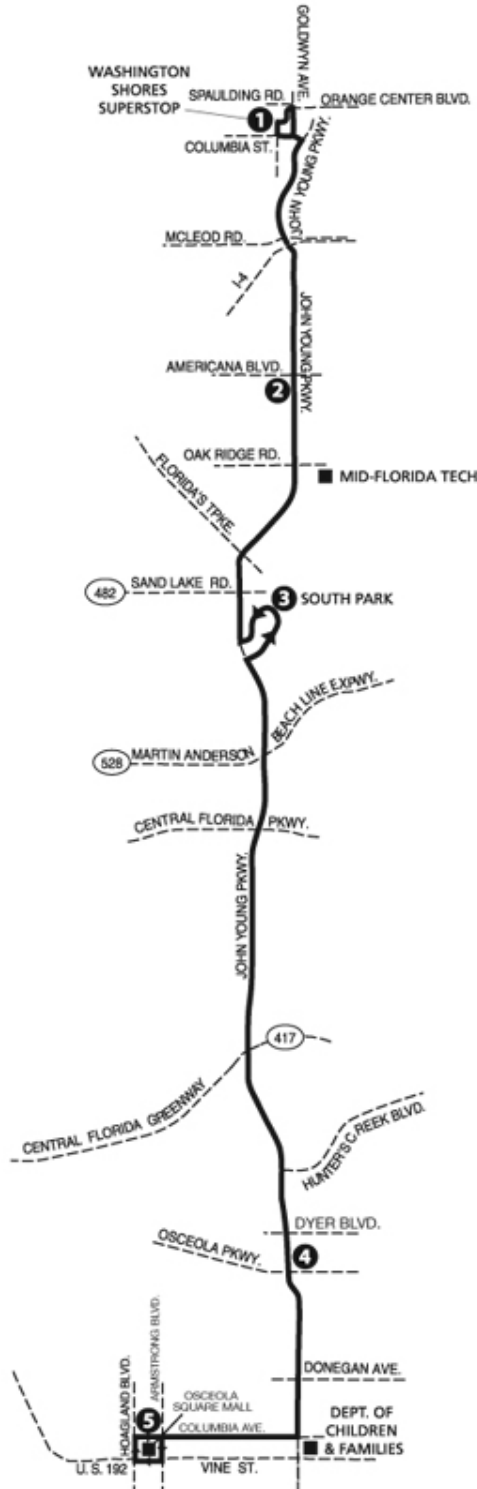 GOLDWYN AVE.
WASHINGTON
SHORES
SUPERSTOP
SPAULDING RD.
ORANGE CENTER BLVD.
1
COLUMBIA ST.
JOHN YOUNG PKWY.
MCLEOD RD.
I-4
JOHN YOUNG PKWY.
AMERICANA BLVD.
2
OAK RIDGE RD.
MID-FLORIDA TECH
FLORIDA'S TPKE.
482
SAND LAKE RD.
3
SOUTH PARK
528
MARTIN ANDERSON BEACH LINE EXPWY.
CENTRAL FLORIDA PKWY.
JOHN YOUNG PKWY.
417
CENTRAL FLORIDA GREENWAY
HUNTER'S CREEK BLVD.
DYER BLVD.
OSCEOLA PKWY.
4
DONEGAN AVE.
HOAGLAND BLVD.
ARMSTRONG BLVD.
OSCEOLA
SQUARE MALL
5
COLUMBIA AVE.
DEPT. OF
CHILDREN
& FAMILIES
U.S. 192
VINE ST.